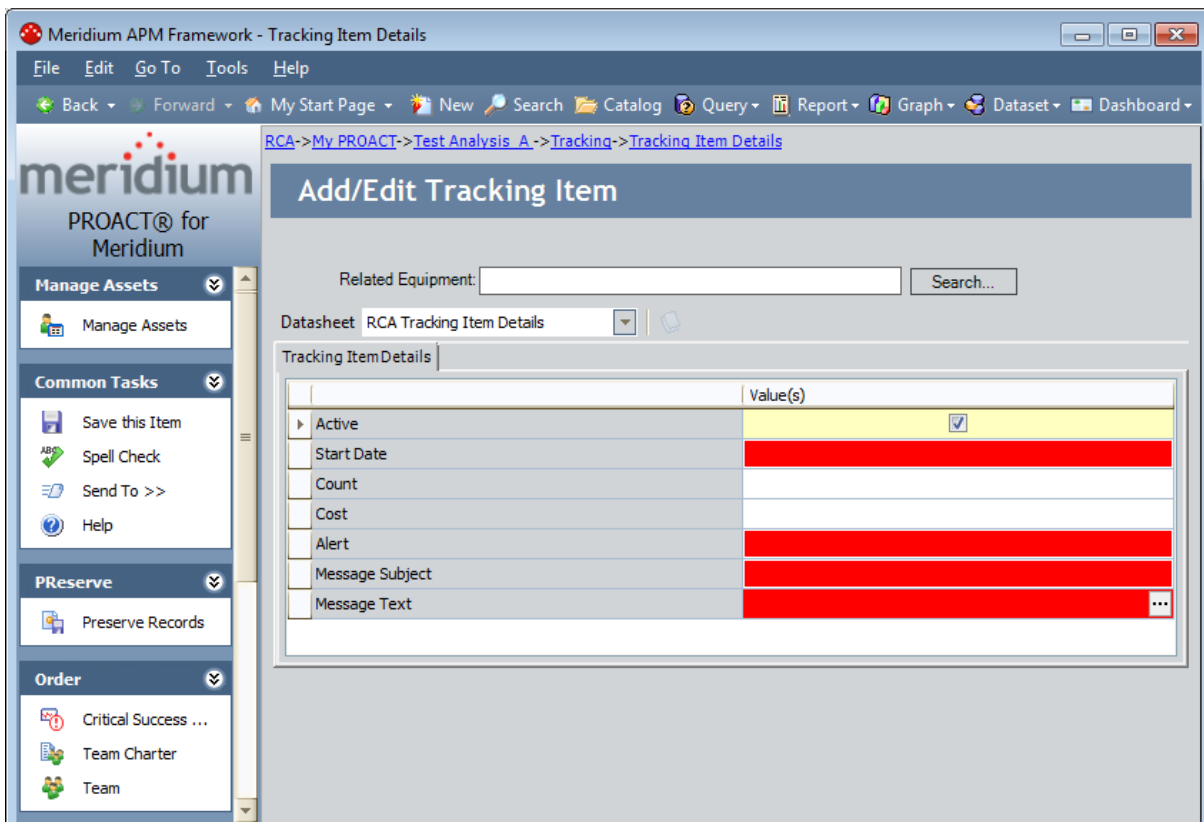 Meridium APM Framework - Tracking Item Details
File Edit Go To Tools Help
Back Forward My Start Page New Search Catalog Query Report Graph Dataset Dashboard
meridium
PROACT® for
Meridium
Manage Assets
Manage Assets
Common Tasks
Save this Item
ABC
Spell Check
Send To >>
Help
PReserve
Preserve Records
Order
Critical Success ...
Team Charter
Team
RCA->My PROACT->Test Analysis A ->Tracking->Tracking Item Details
Add/Edit Tracking Item
Related Equipment: Search...
Datasheet RCA Tracking Item Details
Tracking Item Details
Value(s)
Active
Start Date
Count
Cost
Alert
Message Subject
Message Text ...